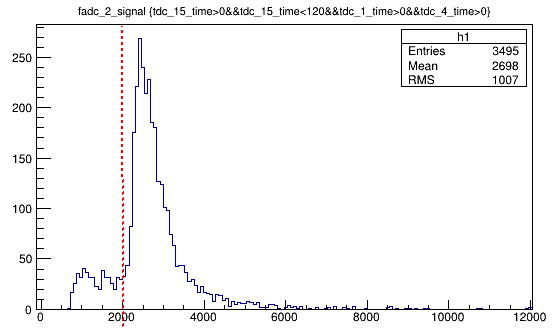 fadc_2_signal {tdc_15_time>0&&tdc_15_time<120&&tdc_1_time>0&&tdc_4_time>0}
h1
Entries 3495
Mean 2698
RMS 1007
250
200
150
100
50
0
0 2000 4000 6000 8000 10000 12000